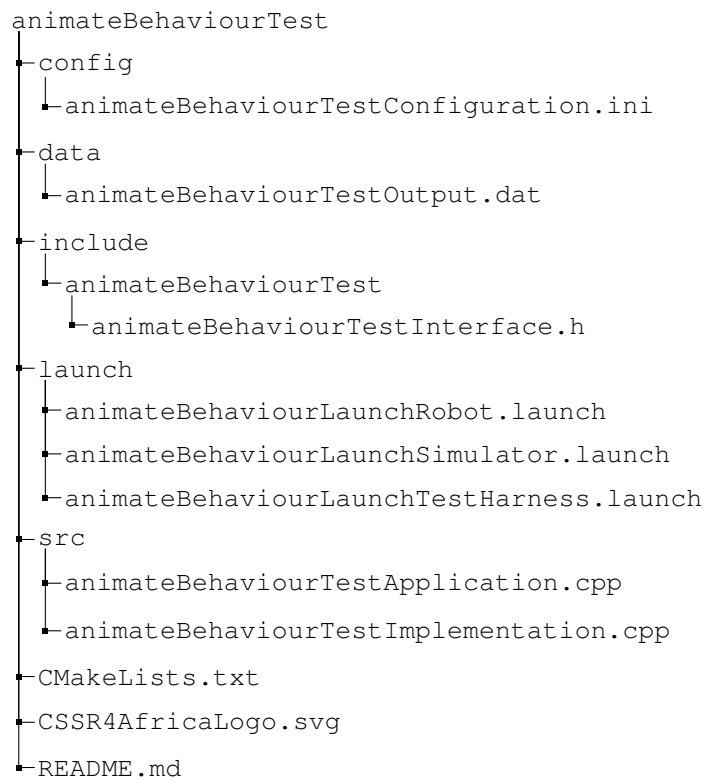 animateBehaviourTest
config
animateBehaviourTestConfiguration.ini
data
animateBehaviourTestOutput.dat
include
animateBehaviourTest
animateBehaviourTestInterface.h
launch
animateBehaviourLaunchRobot.launch
animateBehaviourLaunchSimulator.launch
animateBehaviourLaunchTestHarness.launch
src
animateBehaviourTestApplication.cpp
animateBehaviourTestImplementation.cpp
CMakeLists.txt
CSSR4AfricaLogo.svg
README.md